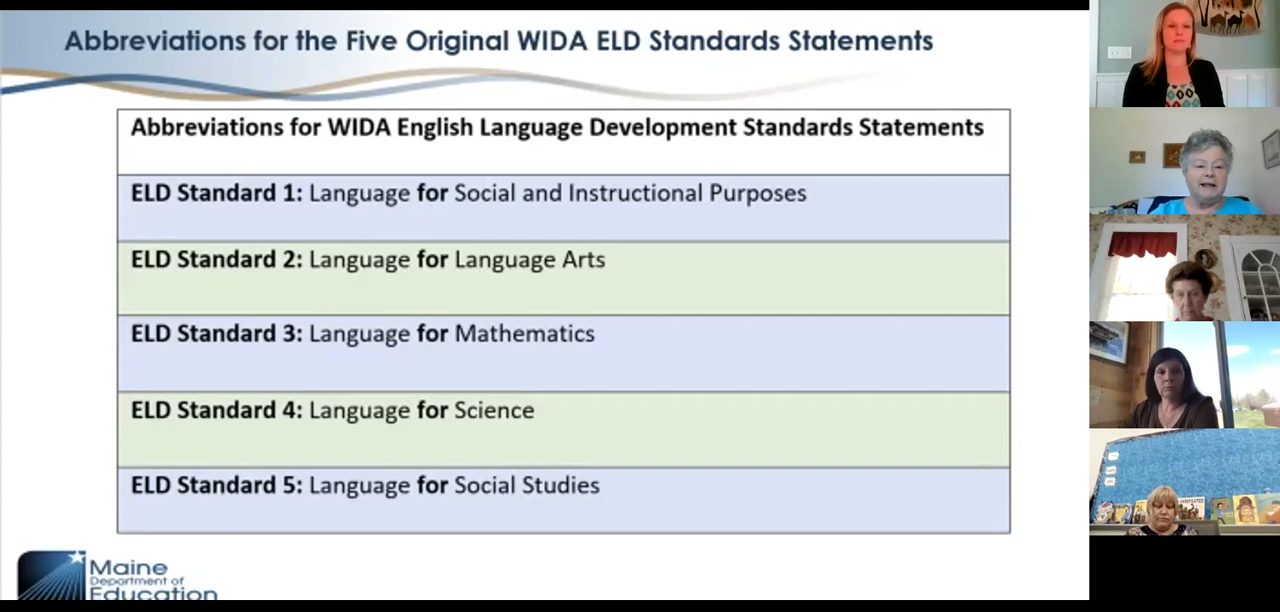 Abbreviations for the Five Original WIDA ELD Standards Statements
Abbreviations for WIDA English Language Development Standards Statements
ELD Standard 1: Language for Social and Instructional Purposes
ELD Standard 2: Language for Language Arts
ELD Standard 3: Language for Mathematics
ELD Standard 4: Language for Science
ELD Standard 5: Language for Social Studies
Maine
Department of
Education